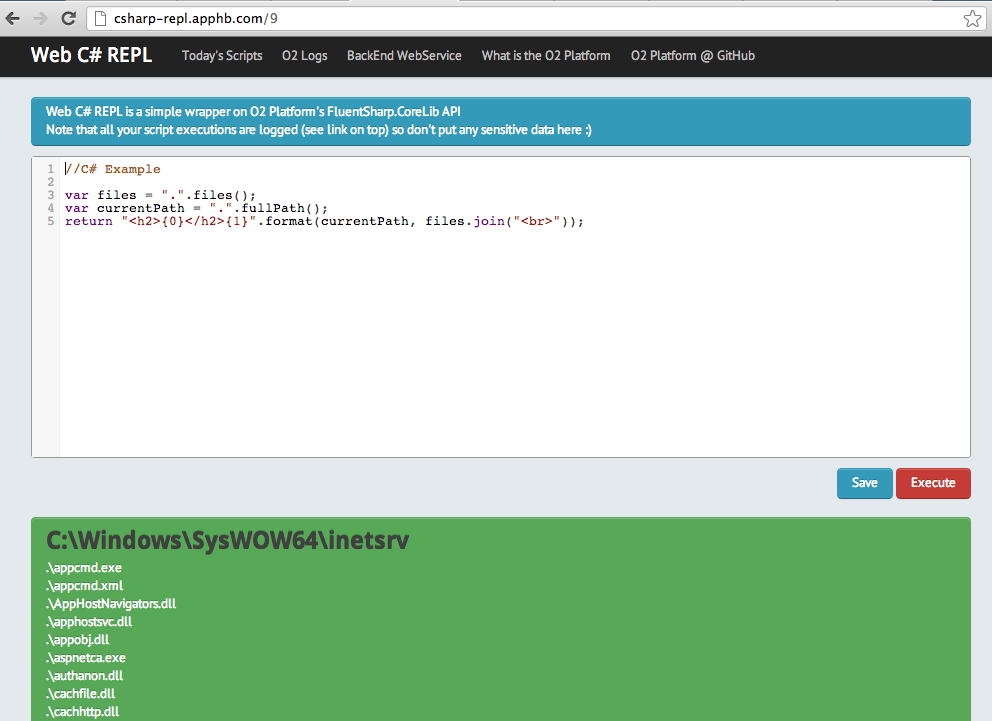 csharp-repl.apphb.com/9
Web C# REPL Today's Scripts O2 Logs BackEnd WebService What is the O2 Platform O2 Platform @ GitHub
Web C# REPL is a simple wrapper on O2 Platform's FluentSharp.CoreLib API
Note that all your script executions are logged (see link on top) so don't put any sensitive data here :)
1 //C# Example
2
3 var files = ".".files();
4 var currentPath = ".".fullPath();
5 return "<h2>{0}</h2>{1}".format(currentPath, files.join("<br>"));
Save Execute
C:\Windows\SysWOW64\inetsrv
.\appcmd.exe
.\appcmd.xml
.\AppHostNavigators.dll
.\apphostsvc.dll
.\appobj.dll
.\aspnetca.exe
.\authanon.dll
.\cachfile.dll
.\cachhttp.dll